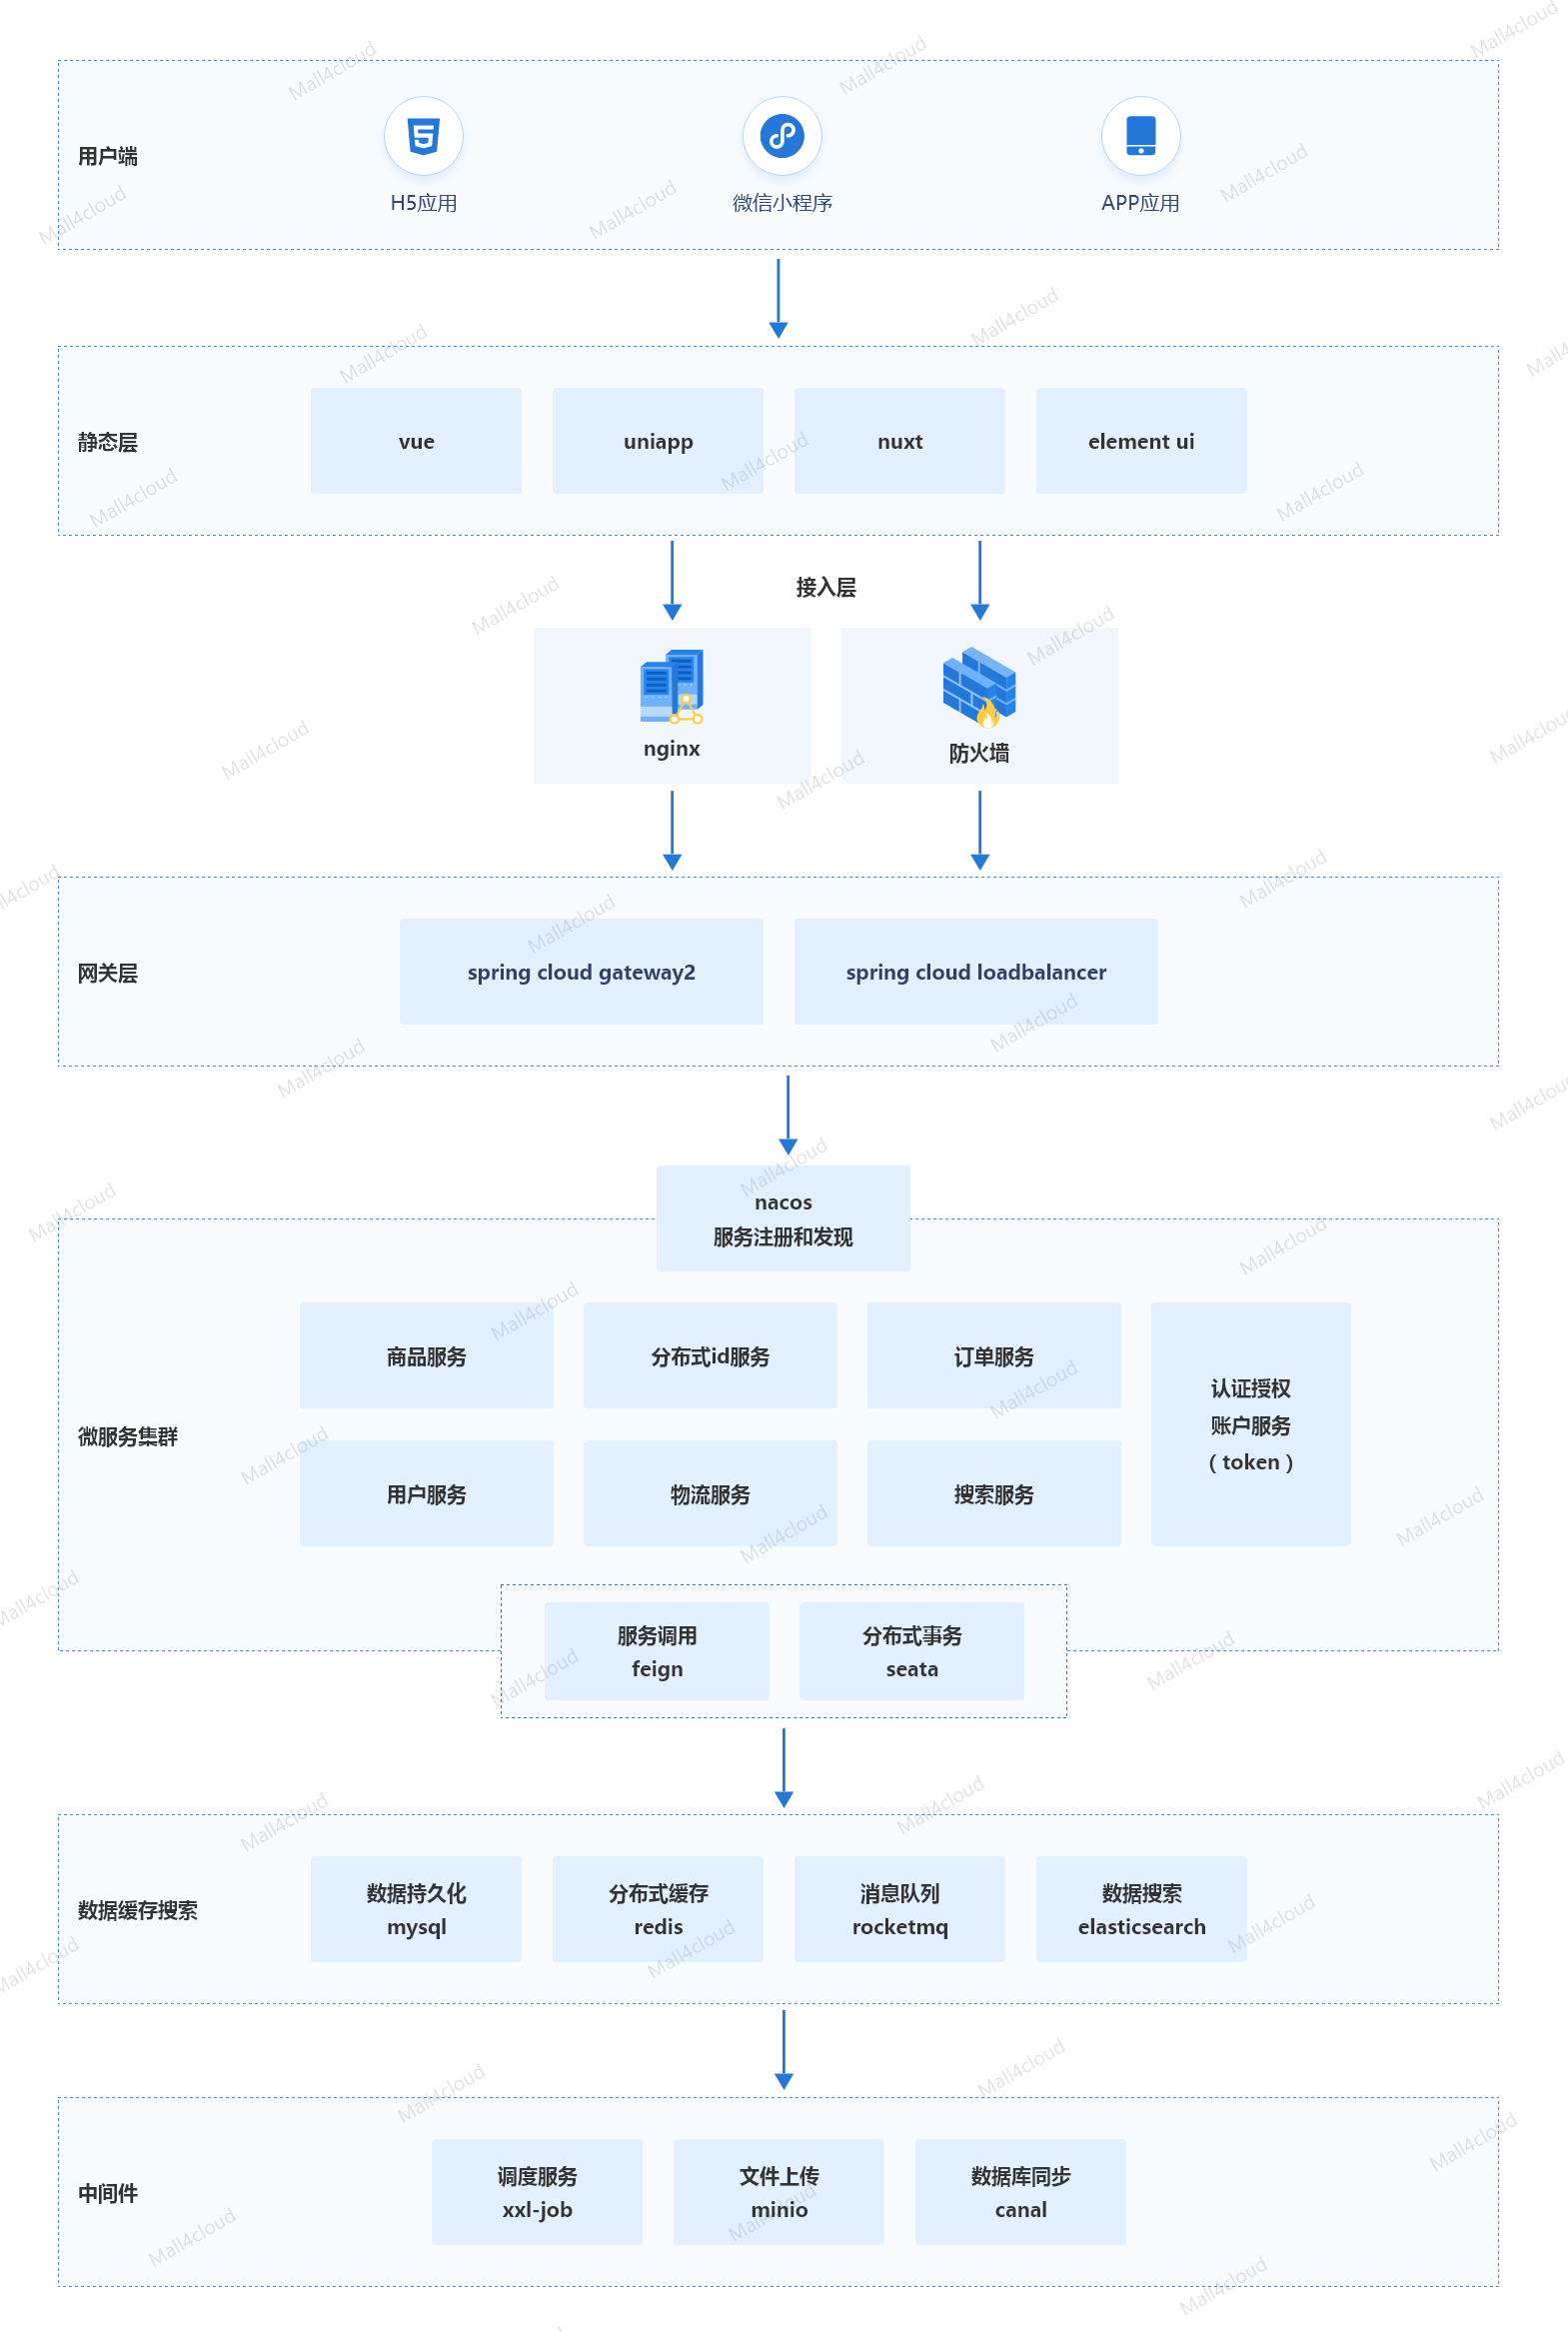 用户端
H5应用
微信小程序
APP应用
静态层
vue
uniapp
nuxt
element ui
接入层
nginx
防火墙
网关层
spring cloud gateway2
spring cloud loadbalancer
nacos
服务注册和发现
微服务集群
商品服务
分布式id服务
订单服务
用户服务
物流服务
搜索服务
认证授权
账户服务
（token）
服务调用
feign
分布式事务
seata
数据缓存搜索
数据持久化
mysql
分布式缓存
redis
消息队列
rocketmq
数据搜索
elasticsearch
中间件
调度服务
xxl-job
文件上传
minio
数据库同步
canal
Mall4cloud